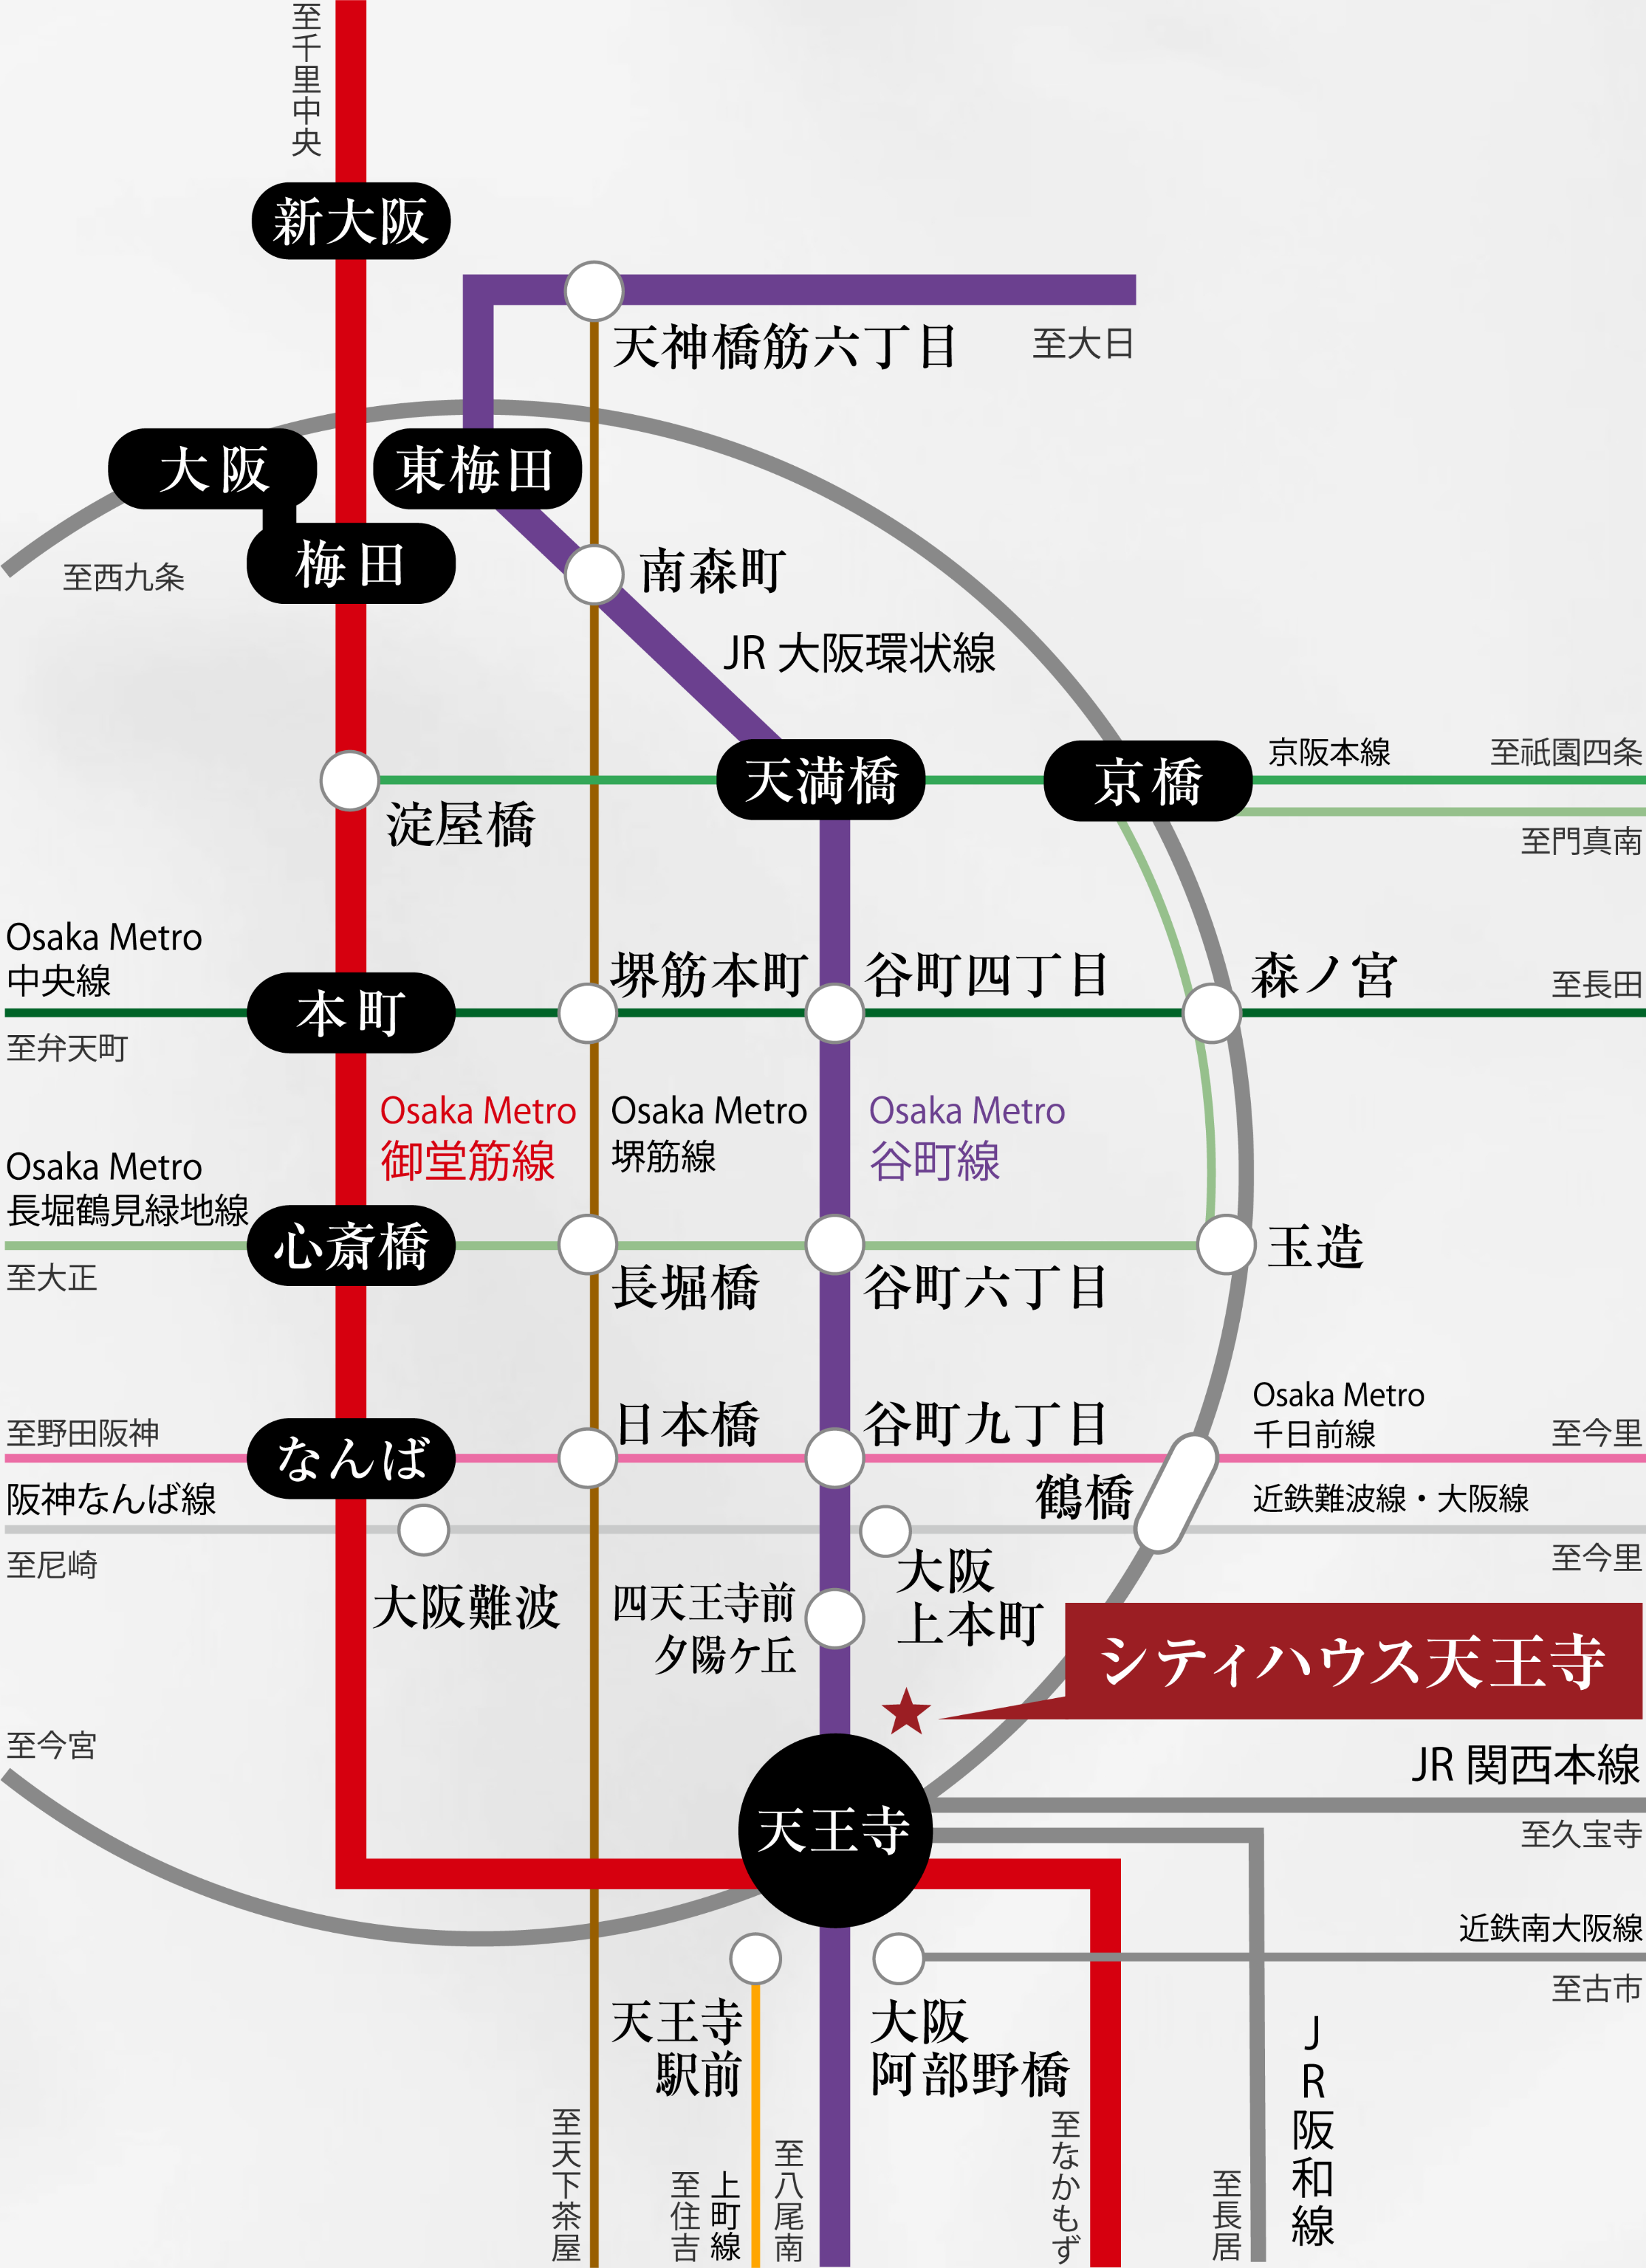 至千里中央
新大阪
天神橋筋六丁目
至大日
大阪
東梅田
梅田
至西九条
南森町
JR 大阪環状線
京阪本線
至祇園四条
天満橋
京橋
淀屋橋
至門真南
Osaka Metro
中央線
堺筋本町
谷町四丁目
森ノ宮
至長田
本町
至弁天町
Osaka Metro
御堂筋線
Osaka Metro
堺筋線
Osaka Metro
谷町線
Osaka Metro
長堀鶴見緑地線
心斎橋
玉造
至大正
長堀橋
谷町六丁目
至野田阪神
なんば
日本橋
谷町九丁目
Osaka Metro
千日前線
至今里
阪神なんば線
鶴橋
近鉄難波線・大阪線
至尼崎
至今里
大阪難波
大阪
上本町
四天王寺前
夕陽ケ丘
シティハウス天王寺
至今宮
JR 関西本線
天王寺
至久宝寺
近鉄南大阪線
至古市
天王寺
駅前
大阪
阿部野橋
至天下茶屋
至住吉
上町線
至八尾南
至なかもず
至長居
JR阪和線